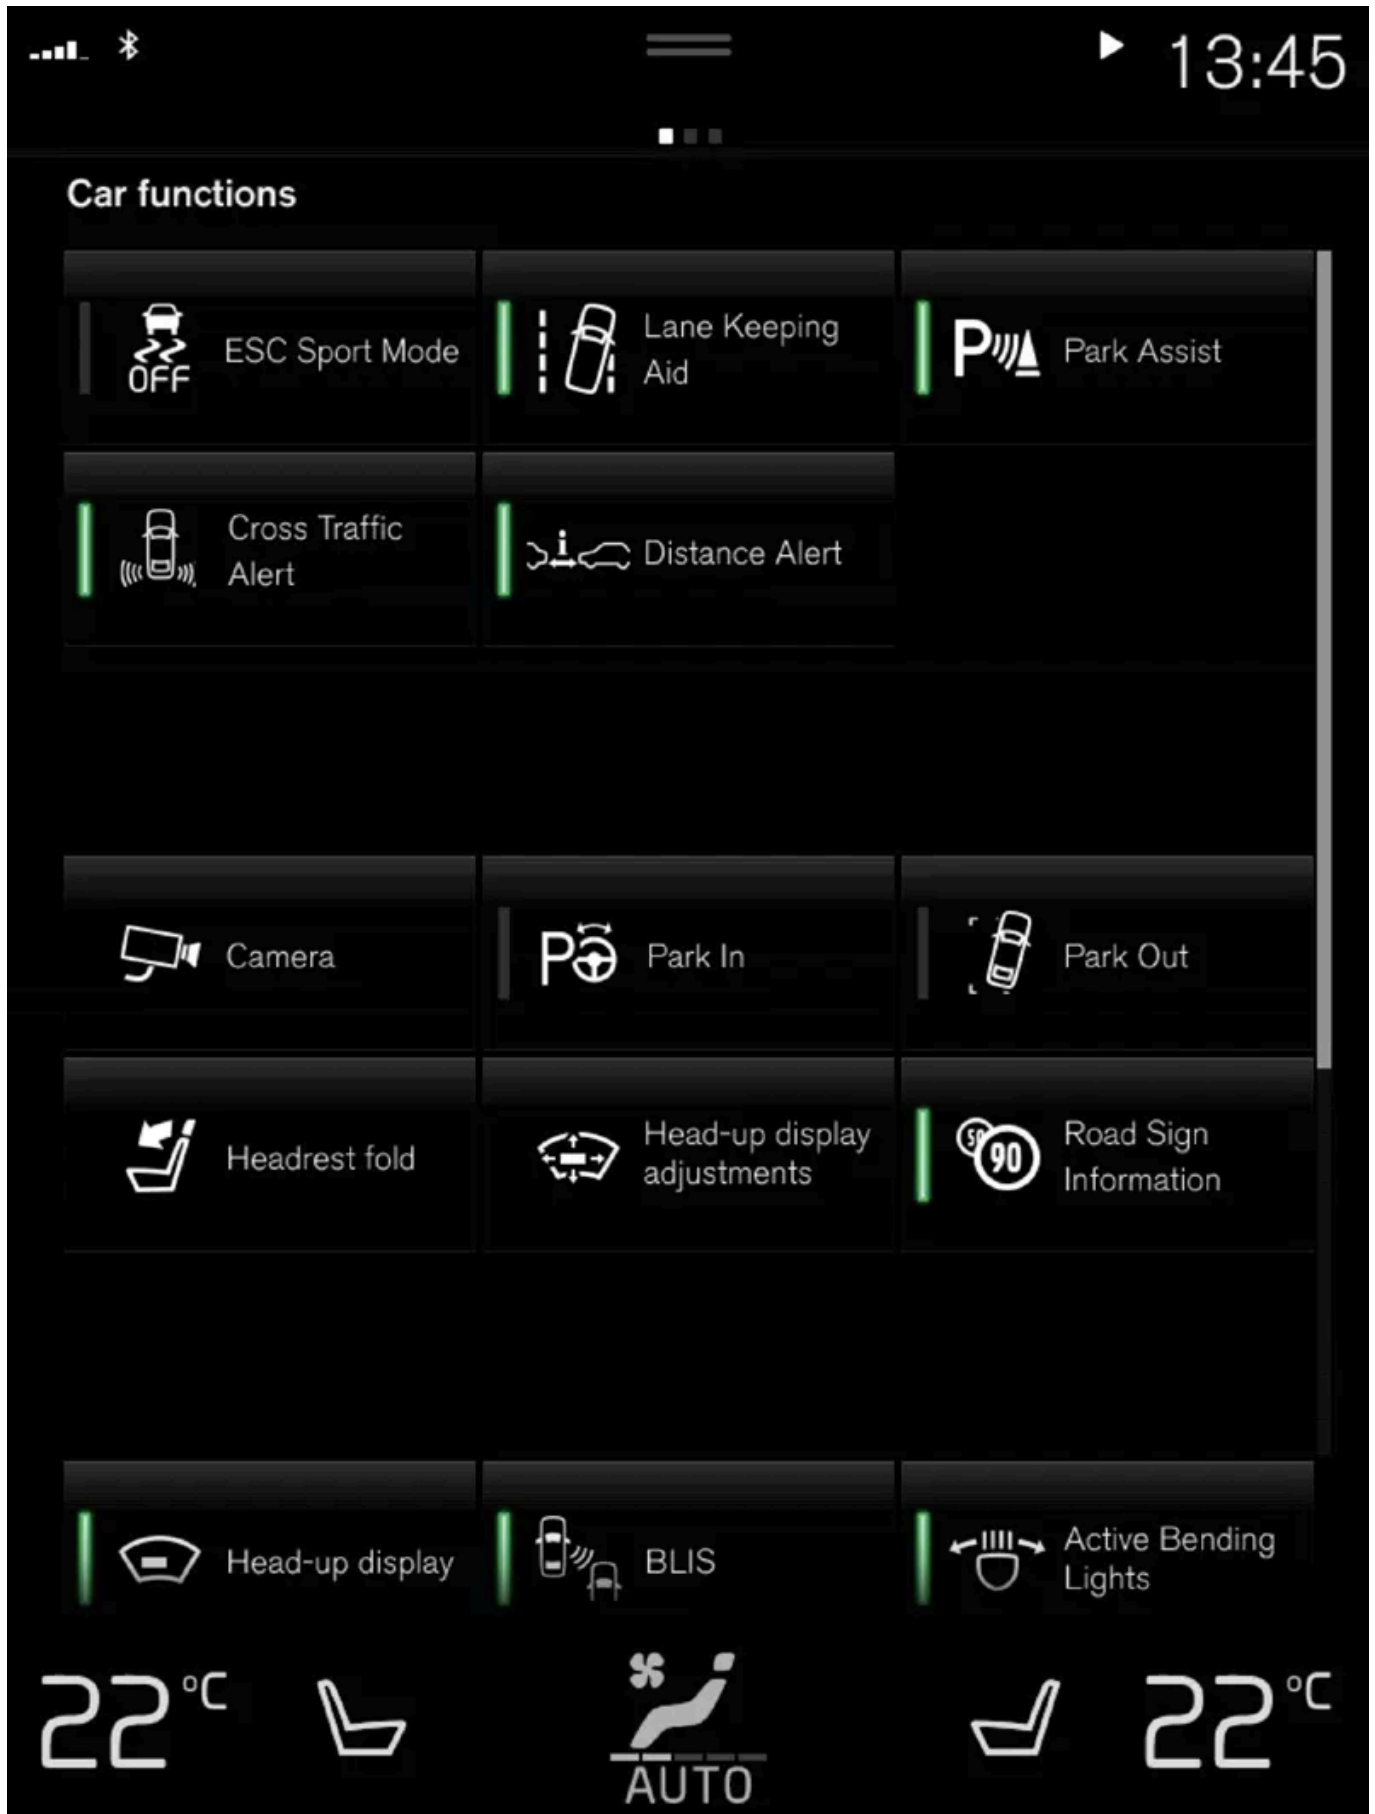 13:45
Car functions
ESC Sport Mode
OFF
Lane Keeping
Aid
P
Park Assist
Cross Traffic
Alert
i
Distance Alert
Camera
P
Park In
Park Out
Headrest fold
Head-up display
adjustments
50
90
Road Sign
Information
Head-up display
BLIS
Active Bending
Lights
22 °C
22 °C
AUTO